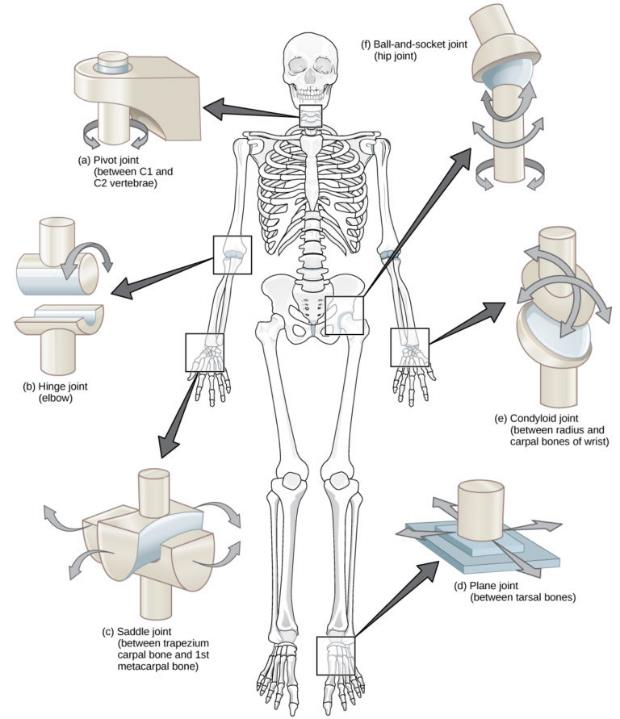 (a) Pivot joint
(between C1 and
C2 vertebrae)
(b) Hinge joint
(elbow)
(c) Saddle joint
(between trapezium
carpal bone and 1st
metacarpal bone)
(f) Ball-and-socket joint
(hip joint)
(e) Condyloid joint
(between radius and
carpal bones of wrist)
(d) Plane joint
(between tarsal bones)